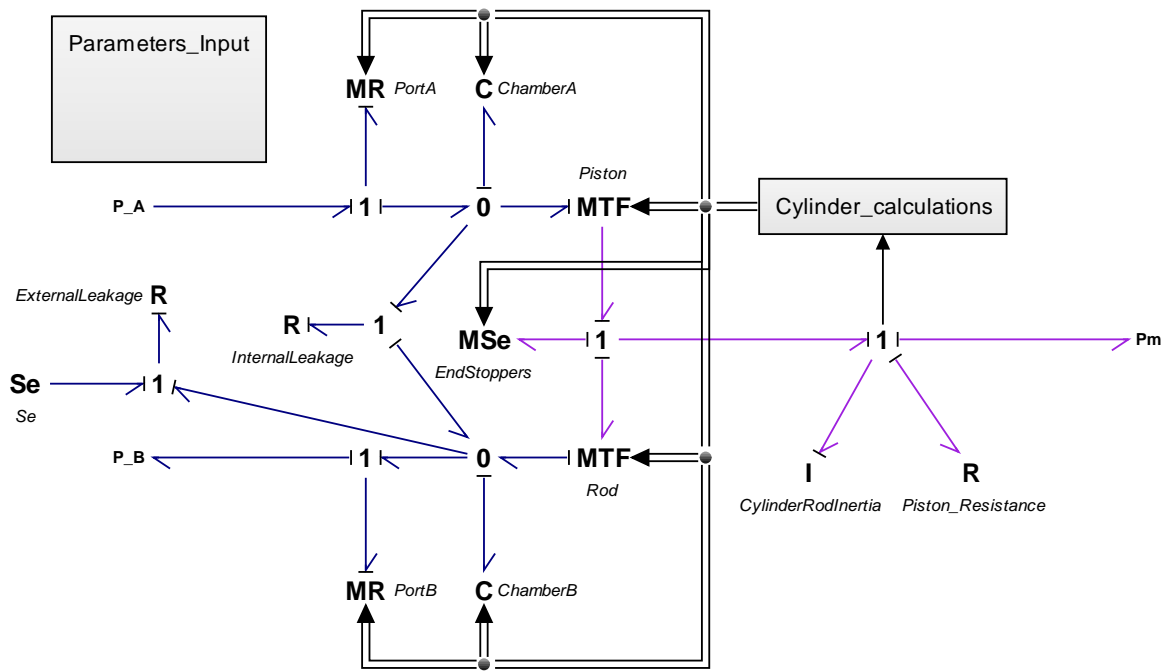 Parameters_Input
MR PortA
C ChamberA
Piston
P_A
1
0
MTF
Cylinder_calculations
ExternalLeakage R
R
1
InternalLeakage
MSe
EndStoppers
1
1
Pm
Se
Se
1
P_B
1
0
MTF
Rod
I
CylinderRodInertia
R
Piston_Resistance
MR PortB
C ChamberB